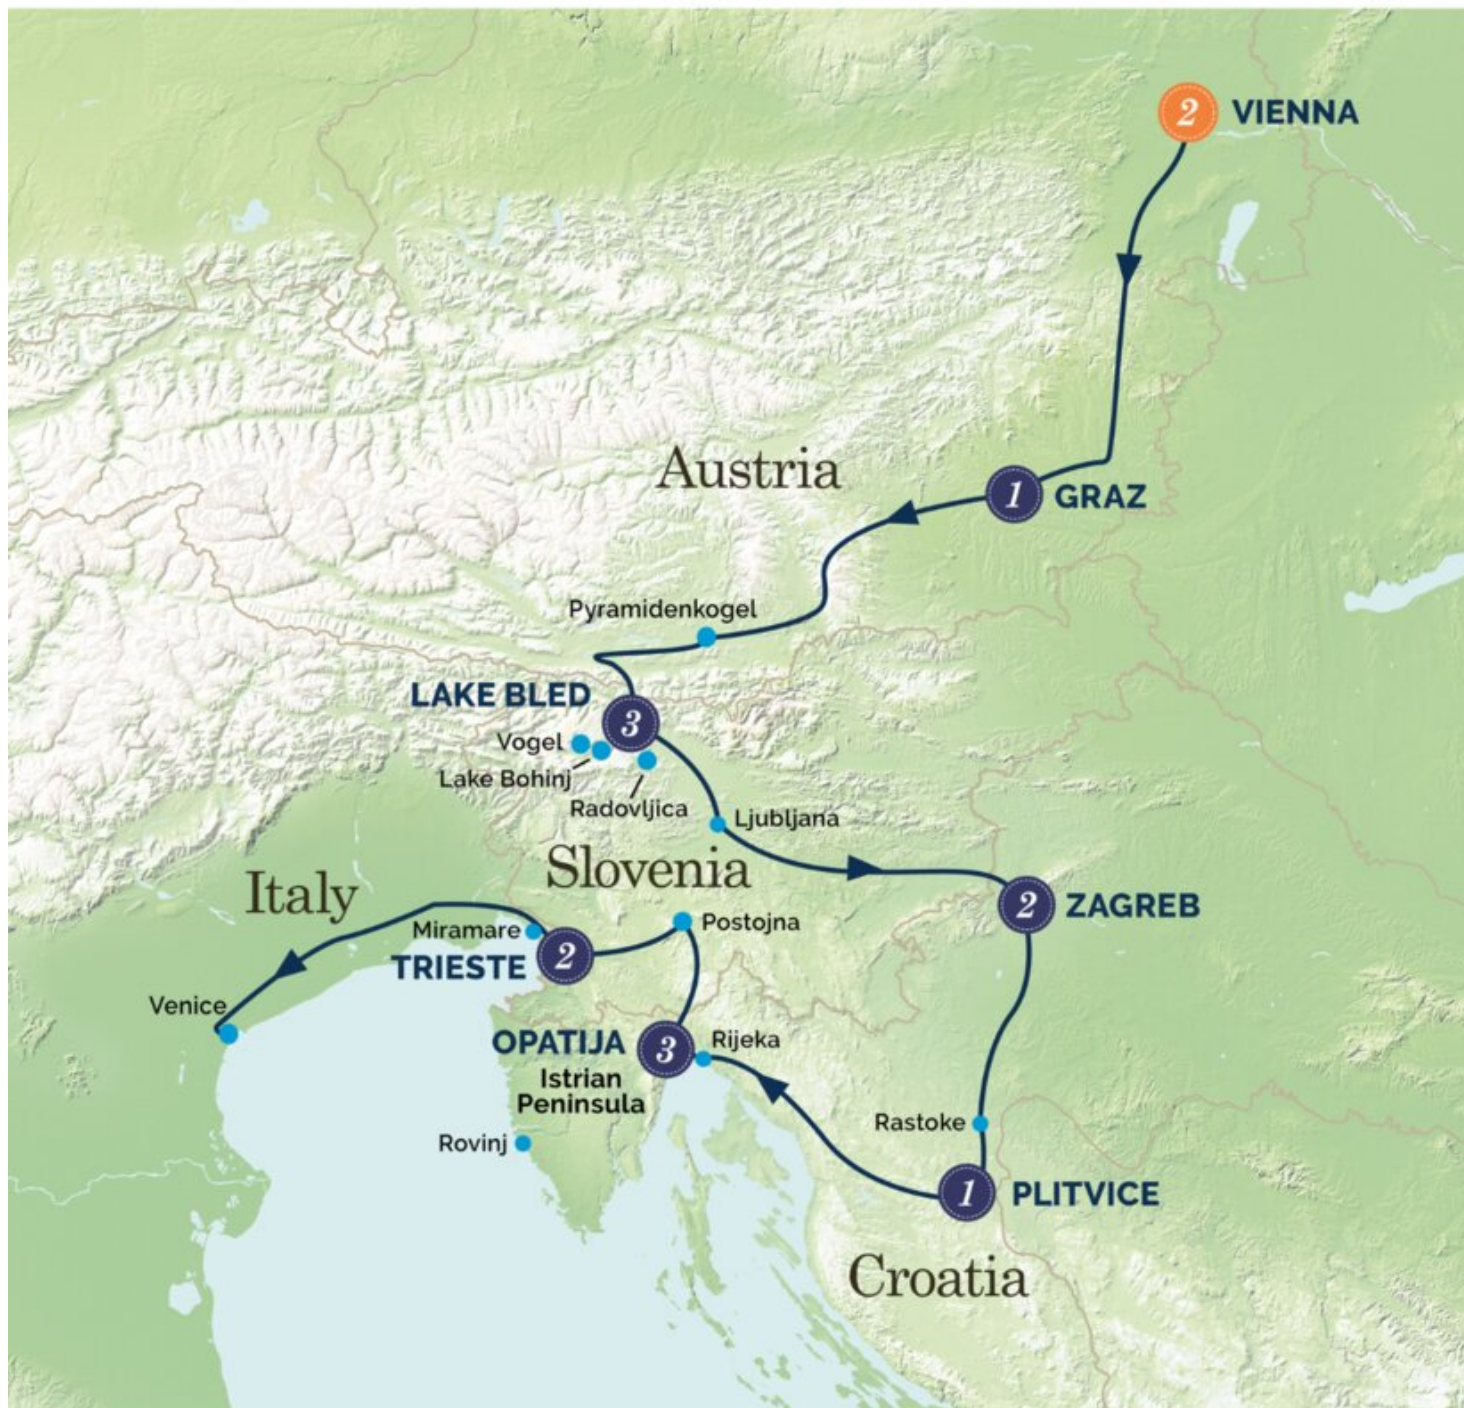 2 VIENNA
Austria
1 GRAZ
Pyramidenkogel
LAKE BLED
3
Vogel
Lake Bohinj
Radovljica
Ljubljana
Slovenia
Italy
2 ZAGREB
Miramare
Postojna
TRIESTE 2
Venice
OPATIJA 3
Rijeka
Istrian
Peninsula
Rovinj
Rastoke
1 PLITVICE
Croatia